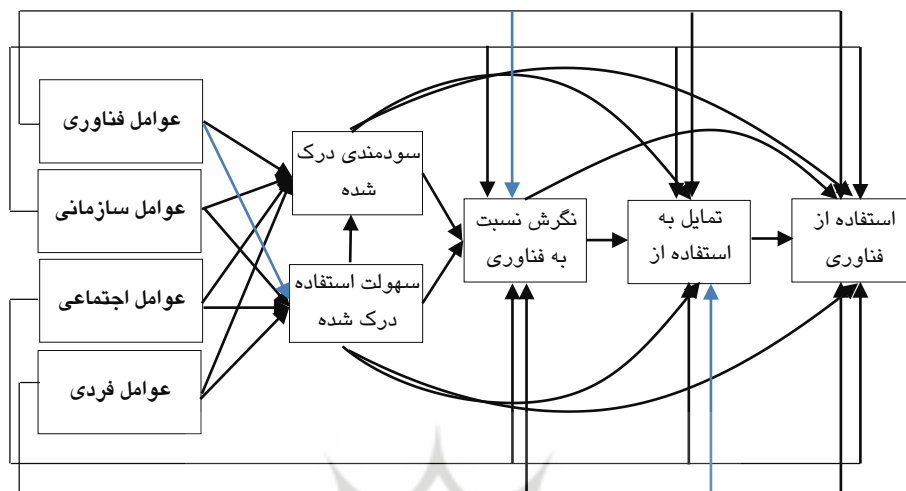 عوامل فناوری
عوامل سازمانی
عوامل اجتماعی
عوامل فردی
سودمندی درک
شده
سهولت استفاده
درک شده
نگرش نسبت
به فناوری
تمایل به
استفاده از
استفاده از
فناوری